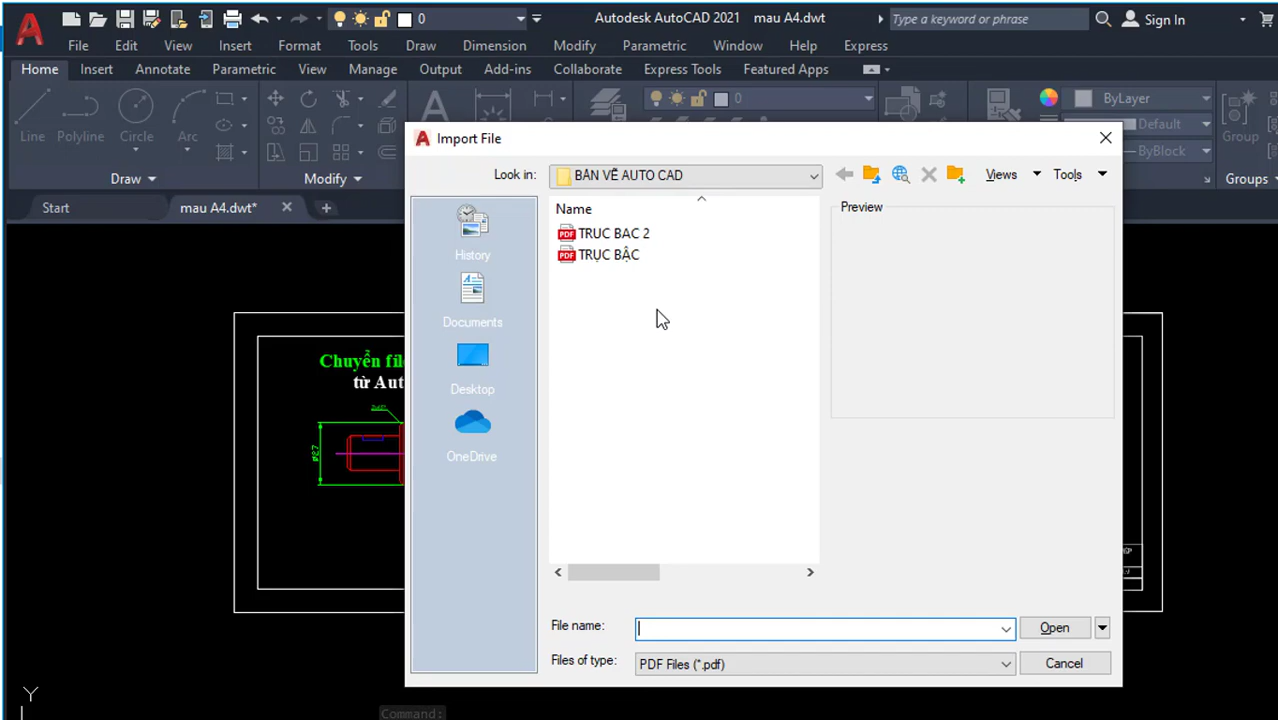 Autodesk AutoCAD 2021 mau A4.dwt
Type a keyword or phrase
Sign In
0
File Edit View Insert Format Tools Draw Dimension Modify Parametric Window Help Express
Home Insert Annotate Parametric View Manage Output Add-ins Collaborate Express Tools Featured Apps
Line Polyline Circle Arc
0
ByLayer
Default
ByBlock
Group
Draw Modify Groups
Start mau A4.dwt*
Import File
Look in: BẢN VẼ AUTO CAD Views Tools
Name
Preview
TRUC BAC 2
TRỤC BẬC
History
Documents
Desktop
OneDrive
File name: Open
Files of type: PDF Files (*.pdf) Cancel
Chuyển fil
từ Aut
ø27
Y
Command: